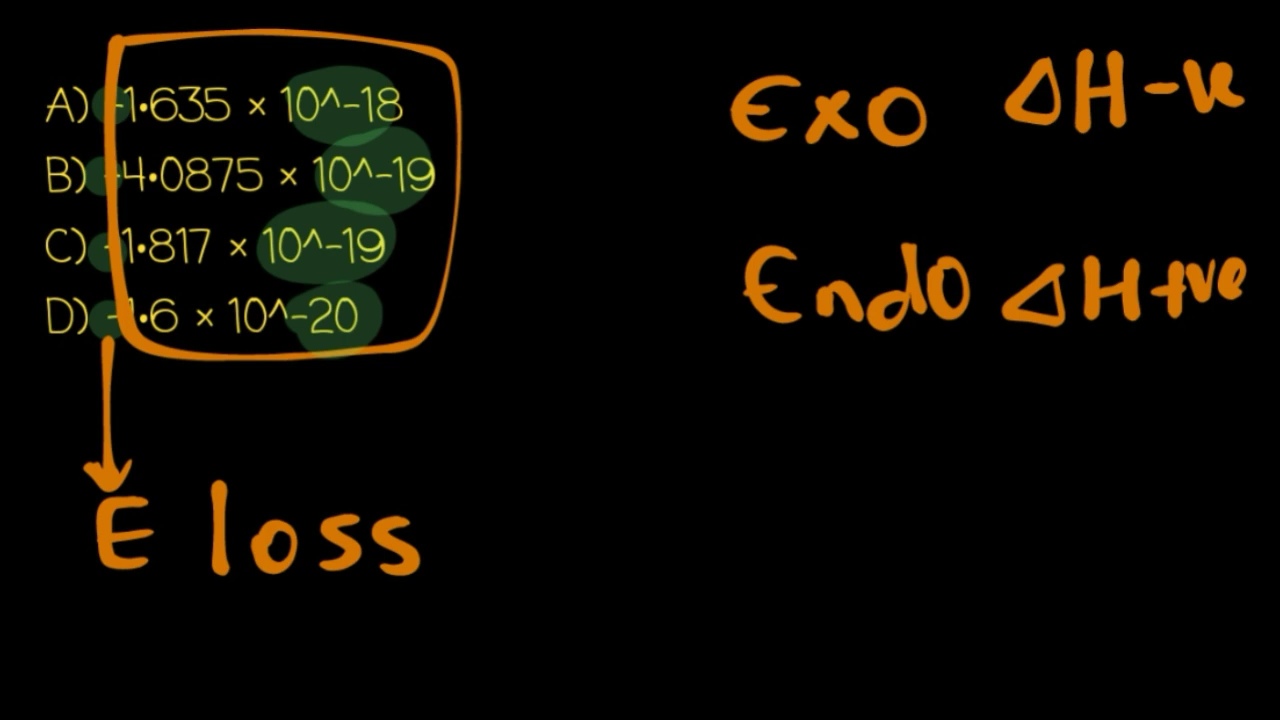 A) -1•635 × 10^-18
B) -4•0875 × 10^-19
C) -1•817 × 10^-19
D) -1•6 × 10^-20
E loss
Exo ΔH -ve
Endo ΔH +ve